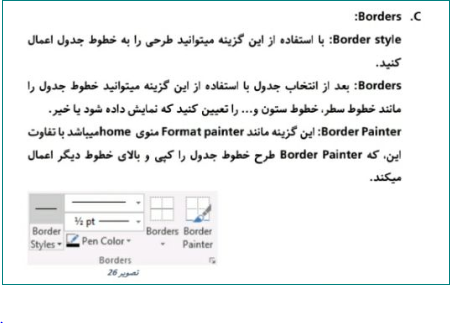 C. Borders:
Border style: با استفاده از این گزینه میتوانید طرحی را به خطوط جدول اعمال
کنید.
Borders: بعد از انتخاب جدول با استفاده از این گزینه میتوانید خطوط جدول را
مانند خطوط سطر، خطوط ستون و... را تعیین کنید که نمایش داده شود یا خیر.
Border Painter: این گزینه مانند Format painter منوی homeمیباشد با تفاوت
این، که Border Painter طرح خطوط جدول را کپی و بالای خطوط دیگر اعمال
میکند.
½ pt
Border Styles
Pen Color
Borders
Border Painter
Borders
تصویر 26